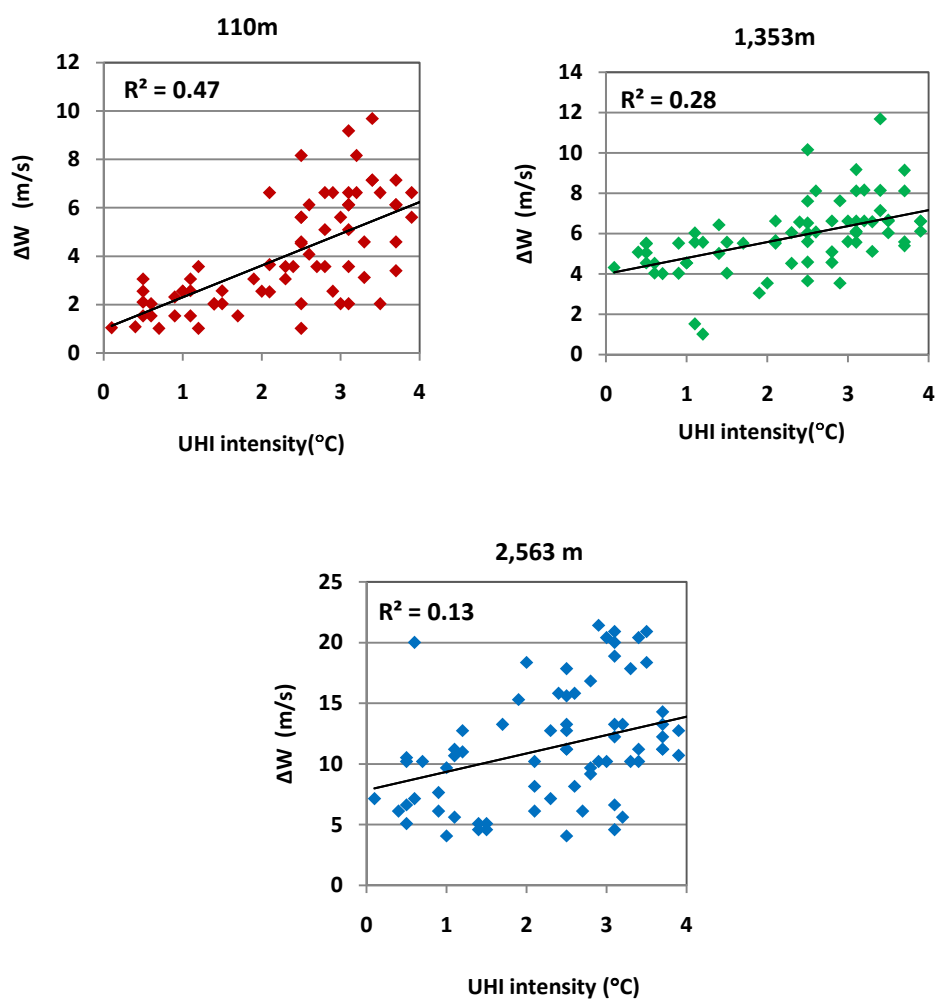 110m
12
10
8
6
4
2
0
R² = 0.47
ΔW (m/s)
0 1 2 3 4
UHI intensity(°C)
1,353m
14
12
10
8
6
4
2
0
R² = 0.28
ΔW (m/s)
0 1 2 3 4
UHI intensity(°C)
2,563 m
25
20
15
10
5
0
R² = 0.13
ΔW (m/s)
0 1 2 3 4
UHI intensity (°C)